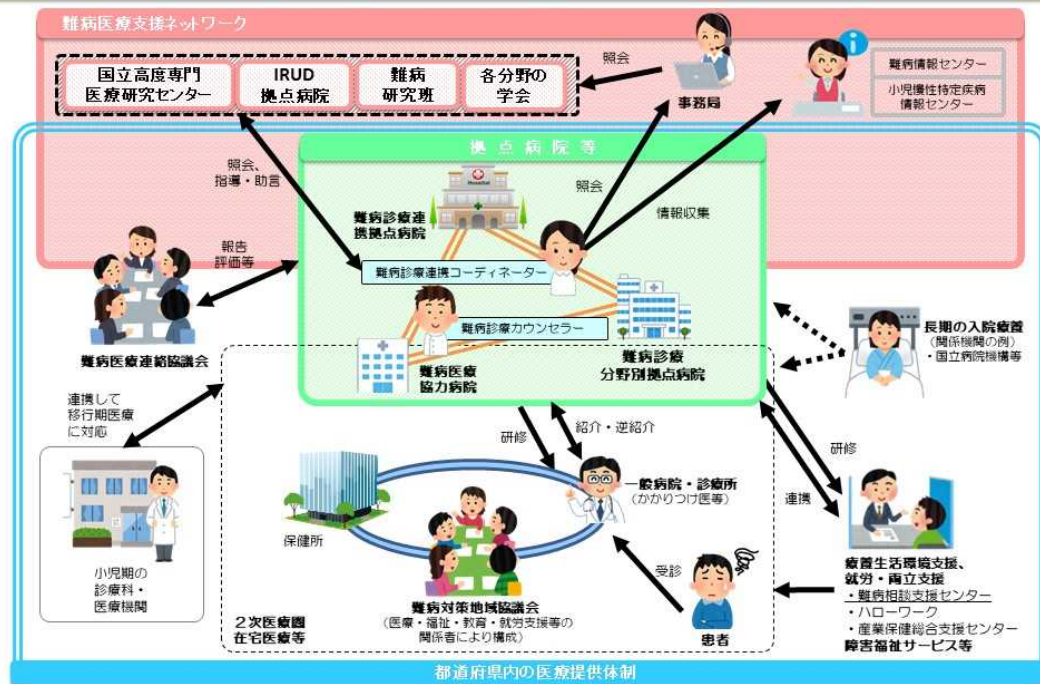 難病医療支援ネットワーク
国立高度専門
医療研究センター
IRUD
拠点病院
難病
研究班
各分野の
学会
照会
事務局
難病情報センター
小児慢性特定疾病
情報センター
拠点病院等
照会、
指導・助言
難病診療連
携拠点病院
Hospital
照会
情報収集
報告
評価等
難病診療連携コーディネーター
難病診療カウンセラー
難病医療連絡協議会
難病医療
協力病院
難病診療
分野別拠点病院
長期の入院療養
(関係機関の例)
・国立病院機構等
連携して
移行期医療
に対応
研修
紹介・逆紹介
研修
連携
一般病院・診療所
(かかりつけ医等)
保健所
小児期の
診療科・
医療機関
受診
難病対策地域協議会
(医療・福祉・教育・就労支援等の
関係者により構成)
2次医療圏
在宅医療等
患者
療養生活環境支援、
就労・両立支援
・難病相談支援センター
・ハローワーク
・産業保健総合支援センター
障害福祉サービス等
都道府県内の医療提供体制